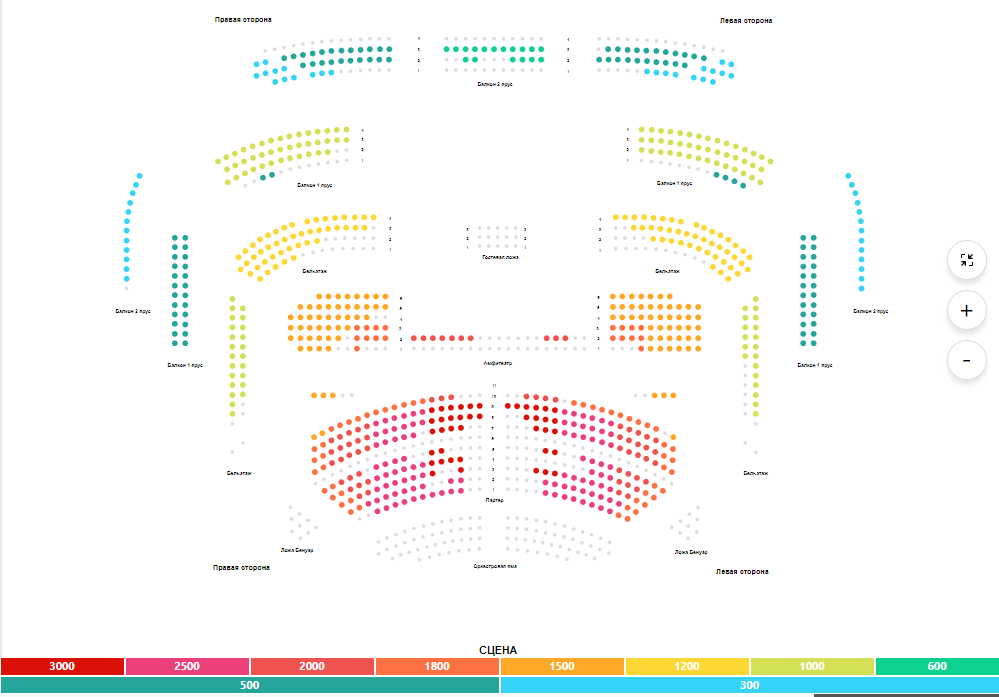 Правая сторона
Левая сторона
Балкон 2 ярус
Балкон 1 ярус
Балкон 1 ярус
Гостевая ложа
Бельэтаж
Бельэтаж
Балкон 2 ярус
Балкон 2 ярус
Балкон 1 ярус
Амфитеатр
Балкон 1 ярус
Бельэтаж
Бельэтаж
Партер
Ложа Бенуар
Ложа Бенуар
Оркестровая яма
Правая сторона
Левая сторона
СЦЕНА
3000 2500 2000 1800 1500 1200 1000 600
500 300